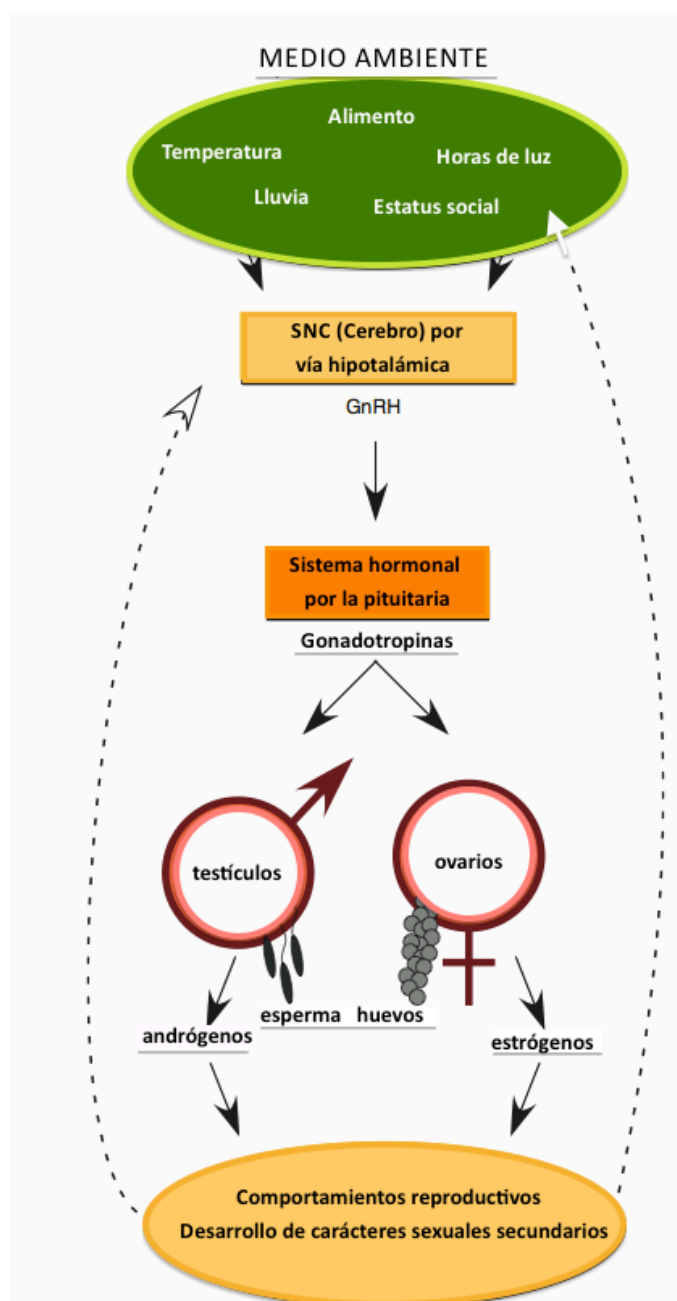 MEDIO AMBIENTE
Alimento
Temperatura
Horas de luz
Lluvia
Estatus social
SNC (Cerebro) por
vía hipotalámica
GnRH
Sistema hormonal
por la pituitaria
Gonadotropinas
testículos
ovarios
esperma huevos
andrógenos
estrógenos
Comportamientos reproductivos
Desarrollo de carácteres sexuales secundarios